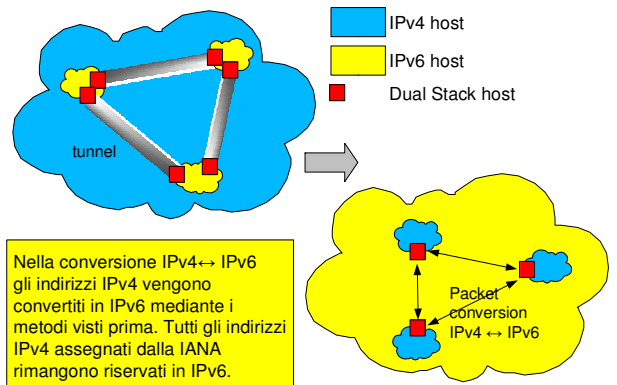 IPv4 host
IPv6 host
Dual Stack host
tunnel
Nella conversione IPv4↔ IPv6
gli indirizzi IPv4 vengono
convertiti in IPv6 mediante i
metodi visti prima. Tutti gli indirizzi
IPv4 assegnati dalla IANA
rimangono riservati in IPv6.
Packet
conversion
IPv4 ↔ IPv6